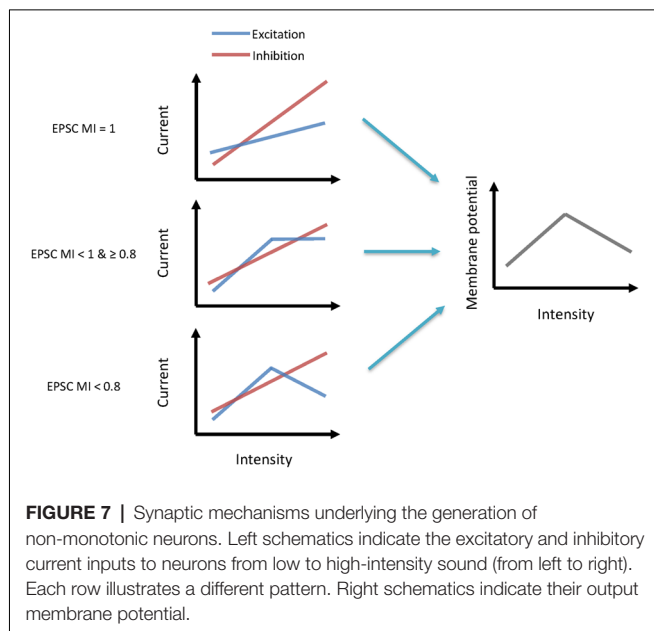 Excitation
Inhibition
EPSC MI = 1
Current
EPSC MI < 1 & ≥ 0.8
Current
EPSC MI < 0.8
Current
Intensity
Membrane potential
Intensity
FIGURE 7 | Synaptic mechanisms underlying the generation of
non-monotonic neurons. Left schematics indicate the excitatory and inhibitory
current inputs to neurons from low to high-intensity sound (from left to right).
Each row illustrates a different pattern. Right schematics indicate their output
membrane potential.